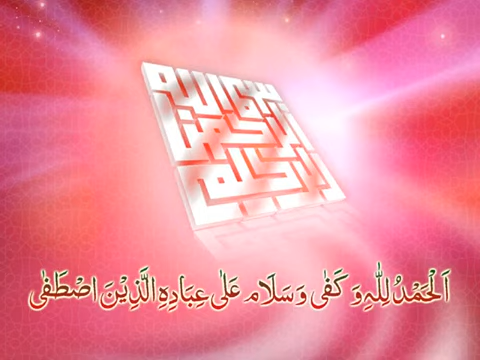 اَلْحَمْدُ لِلّٰهِ وَ كَفٰى وَسَلَام عَلٰى عِبَادِهِ الَّذِيْنَ اصْطَفٰى